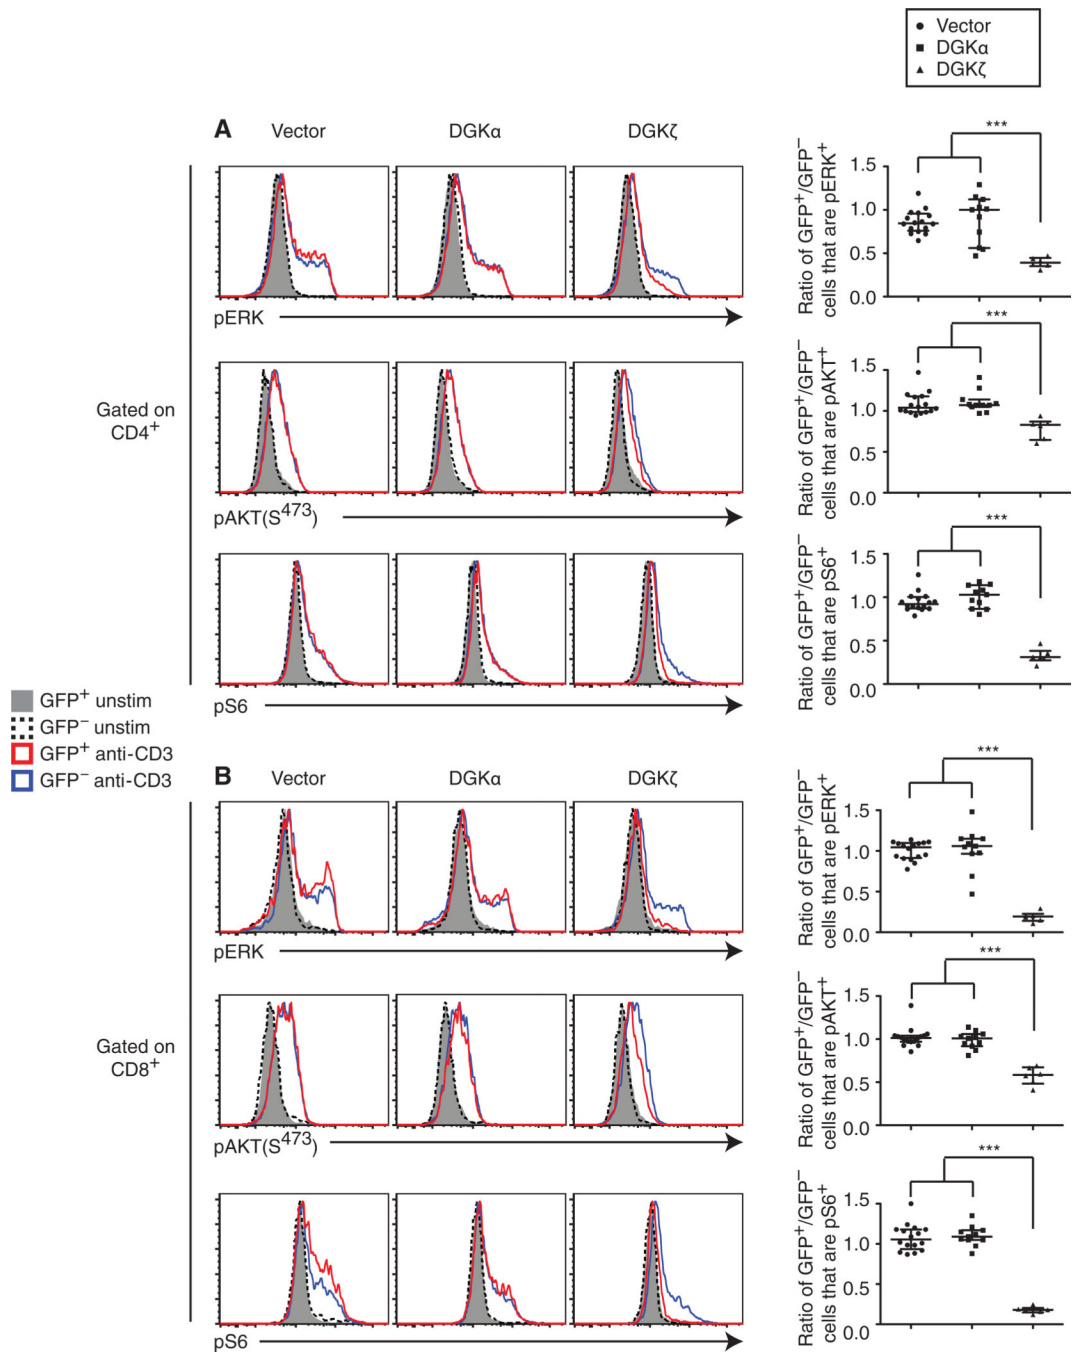 Vector
DGKα
DGKζ
A
Vector
DGKα
DGKζ
Gated on
CD4⁺
pERK
pAKT(S⁴⁷³)
pS6
***
Ratio of GFP⁺/GFP⁻
cells that are pERK⁺
1.5
1.0
0.5
0.0
***
Ratio of GFP⁺/GFP⁻
cells that are pAKT⁺
1.5
1.0
0.5
0.0
***
Ratio of GFP⁺/GFP⁻
cells that are pS6⁺
1.5
1.0
0.5
0.0
GFP⁺ unstim
GFP⁻ unstim
GFP⁺ anti-CD3
GFP⁻ anti-CD3
B
Vector
DGKα
DGKζ
Gated on
CD8⁺
pERK
pAKT(S⁴⁷³)
pS6
***
Ratio of GFP⁺/GFP⁻
cells that are pERK⁺
1.5
1.0
0.5
0.0
***
Ratio of GFP⁺/GFP⁻
cells that are pAKT⁺
1.5
1.0
0.5
0.0
***
Ratio of GFP⁺/GFP⁻
cells that are pS6⁺
1.5
1.0
0.5
0.0